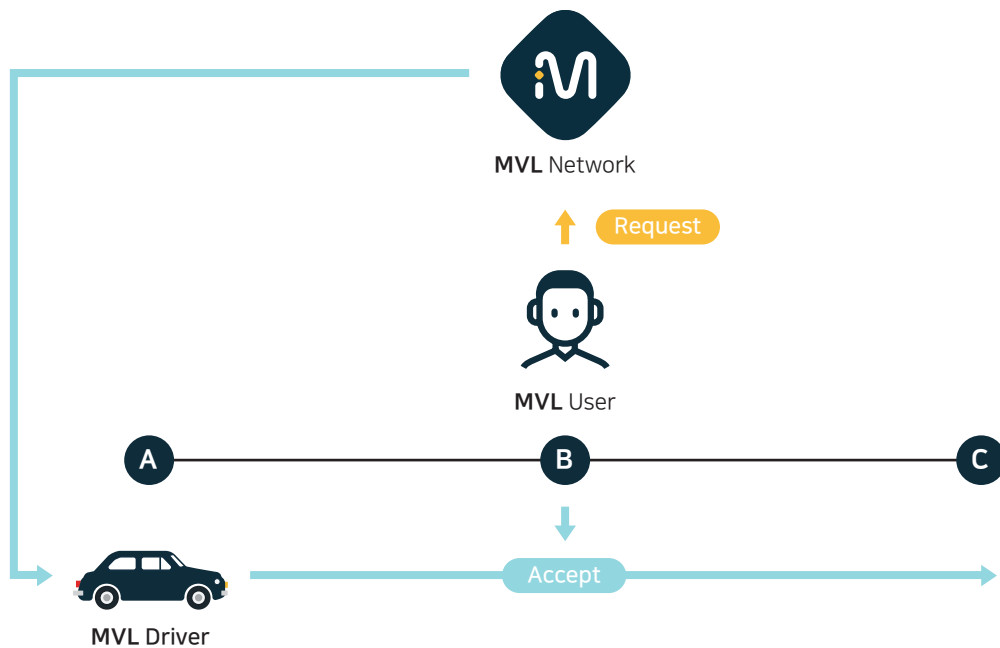 MVL Network
Request
MVL User
A
B
C
Accept
MVL Driver